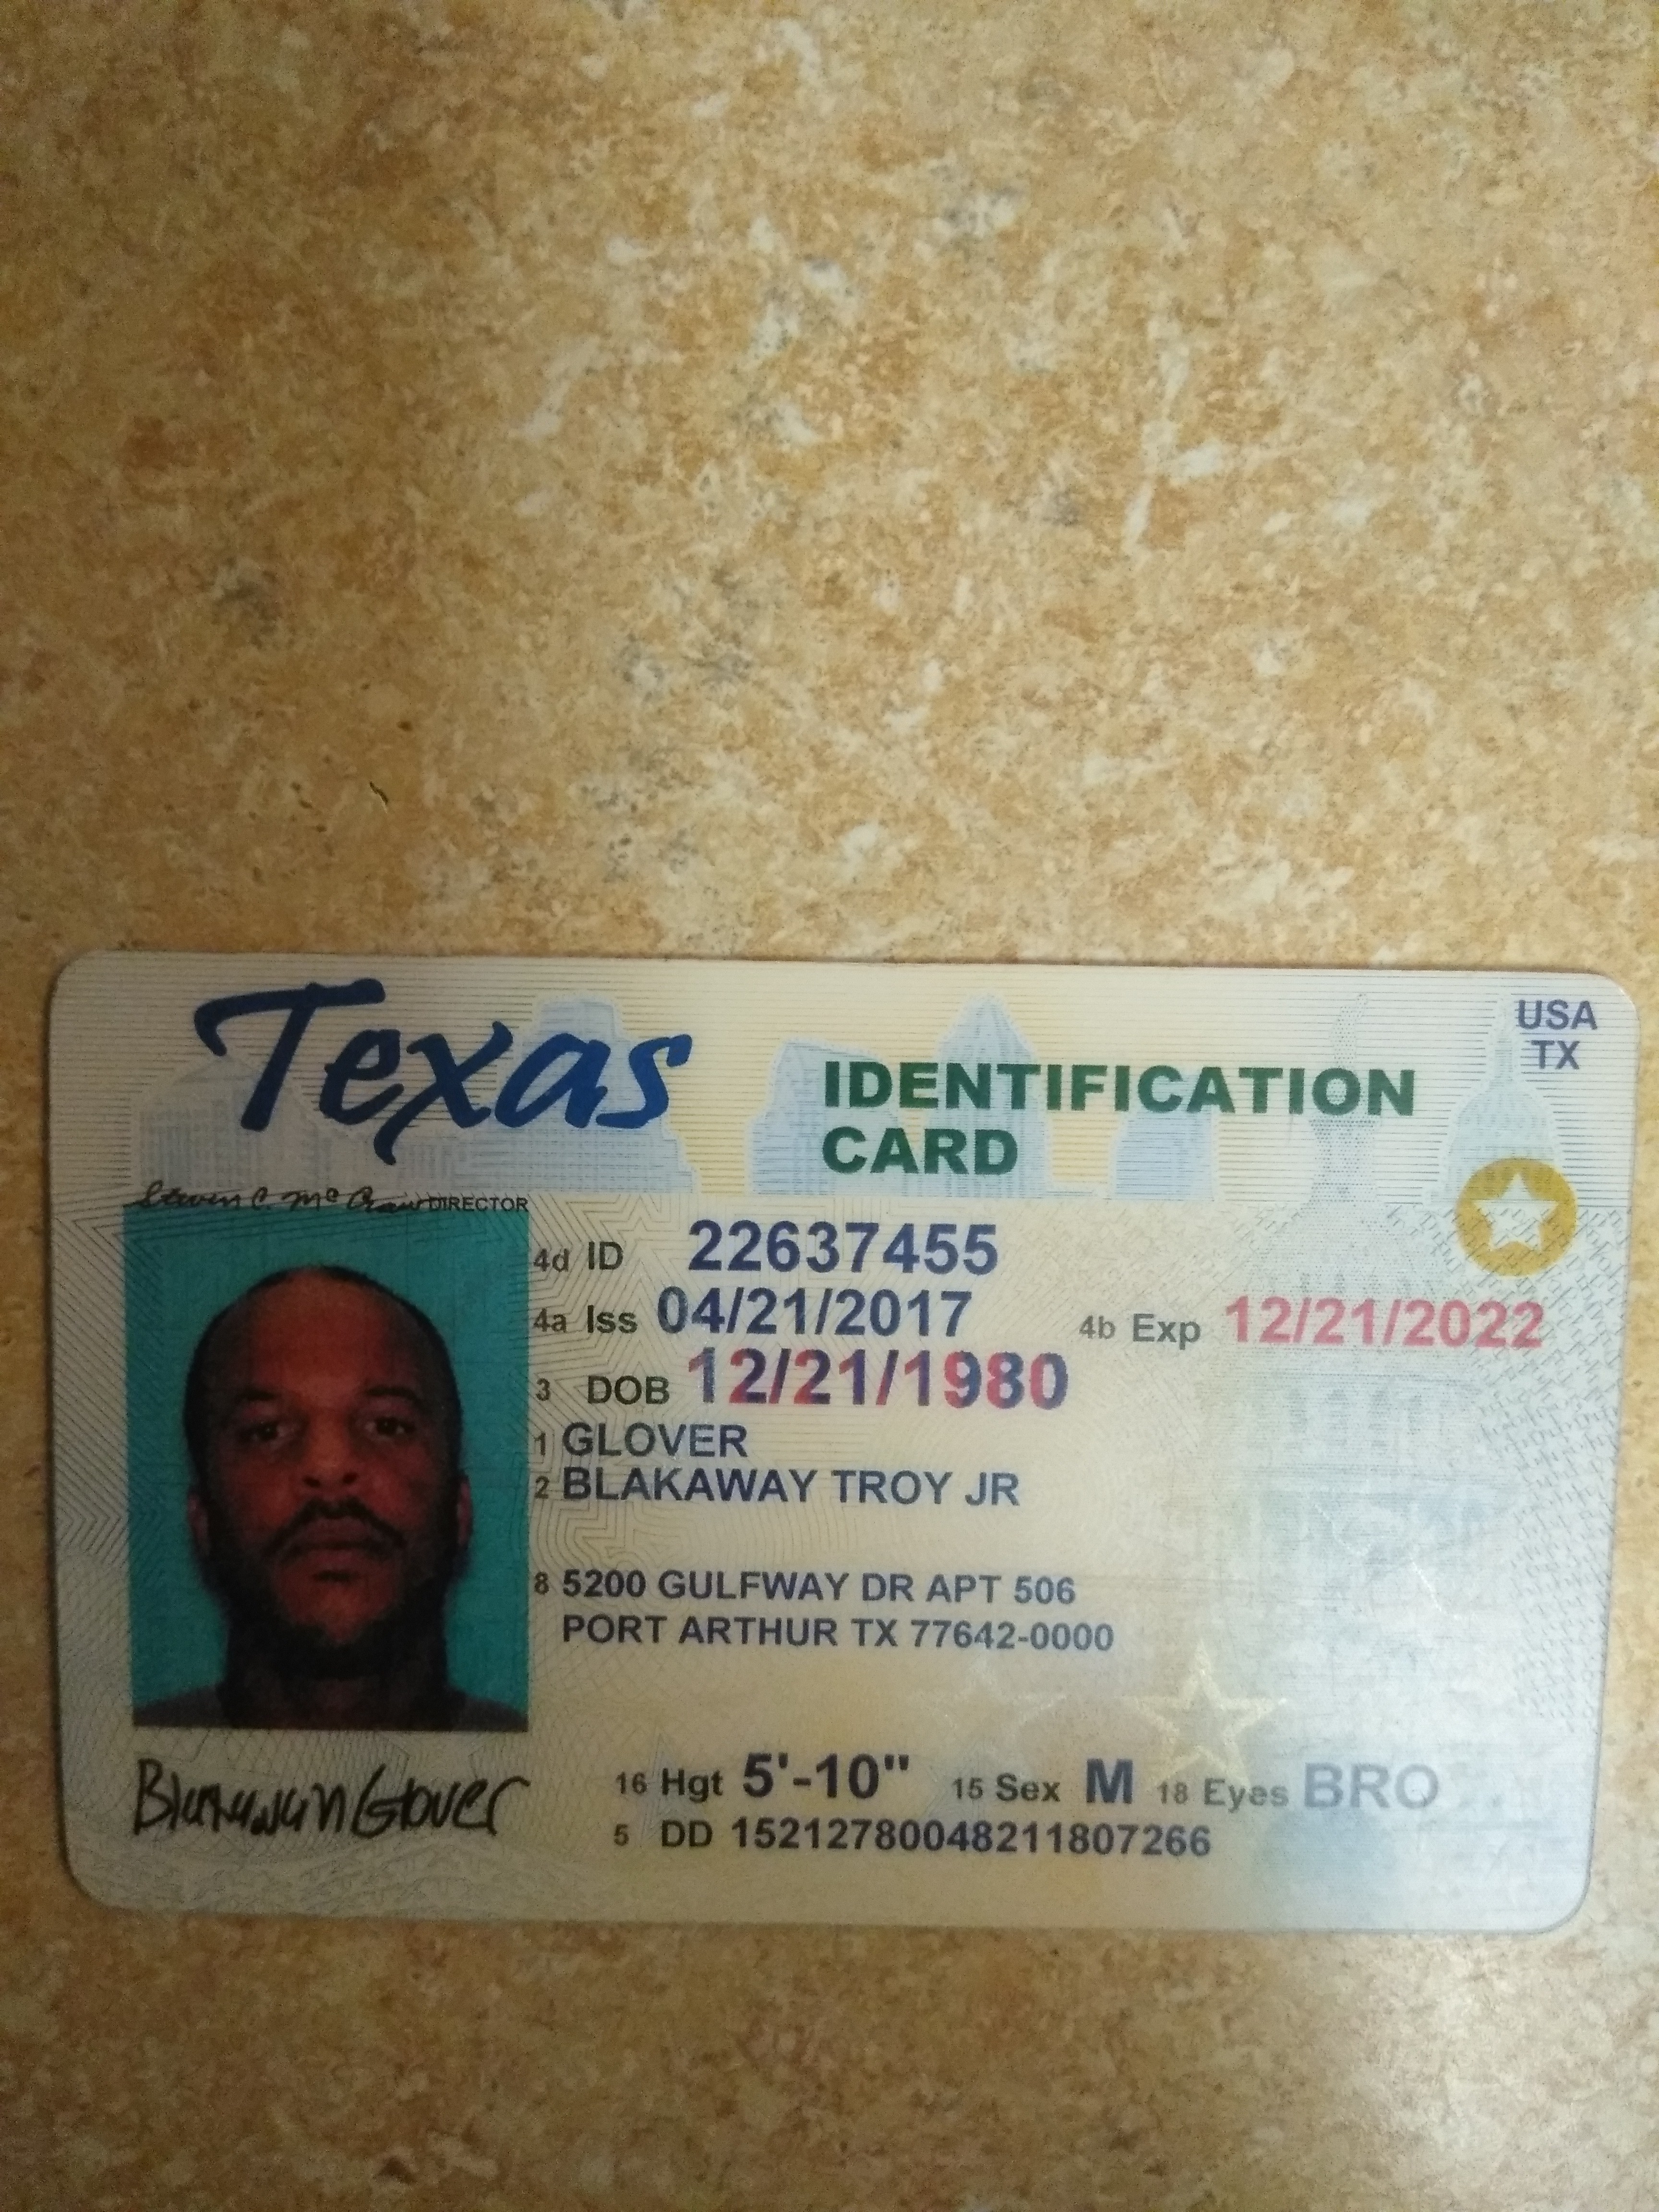 Texas
USA
TX
IDENTIFICATION
CARD
Steven C. McCraw DIRECTOR
4d ID 22637455
4a Iss 04/21/2017 4b Exp 12/21/2022
3 DOB 12/21/1980
1 GLOVER
2 BLAKAWAY TROY JR
8 5200 GULFWAY DR APT 506
PORT ARTHUR TX 77642-0000
16 Hgt 5'-10" 15 Sex M 18 Eyes BRO
5 DD 15212780048211807266
Glover